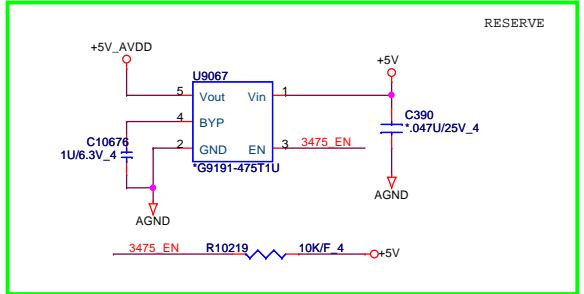 RESERVE
+5V_AVDD
+5V
U9067
5 Vout Vin 1
4 BYP
2 GND EN 3 3475_EN
*G9191-475T1U
C10676
1U/6.3V_4
C390
*.047U/25V_4
AGND
AGND
3475_EN R10219 10K/F_4 +5V